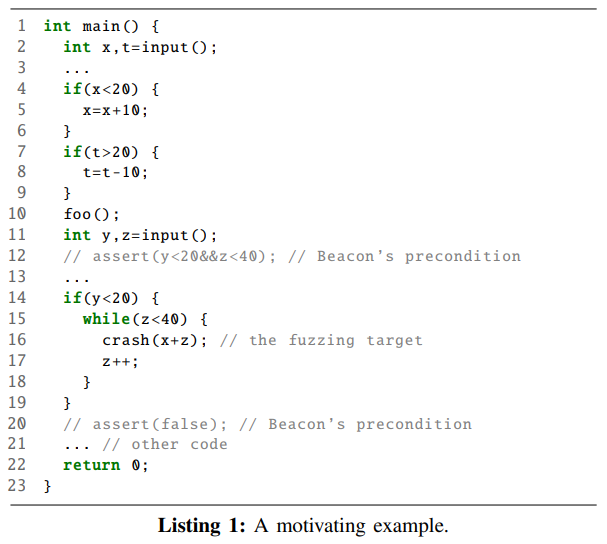 1 int main() {
2   int x,t=input();
3   ...
4   if(x<20) {
5     x=x+10;
6   }
7   if(t>20) {
8     t=t-10;
9   }
10   foo();
11   int y,z=input();
12   // assert(y<20&&z<40); // Beacon's precondition
13   ...
14   if(y<20) {
15     while(z<40) {
16       crash(x+z); // the fuzzing target
17       z++;
18     }
19   }
20   // assert(false); // Beacon's precondition
21   ... // other code
22   return 0;
23 }
Listing 1: A motivating example.